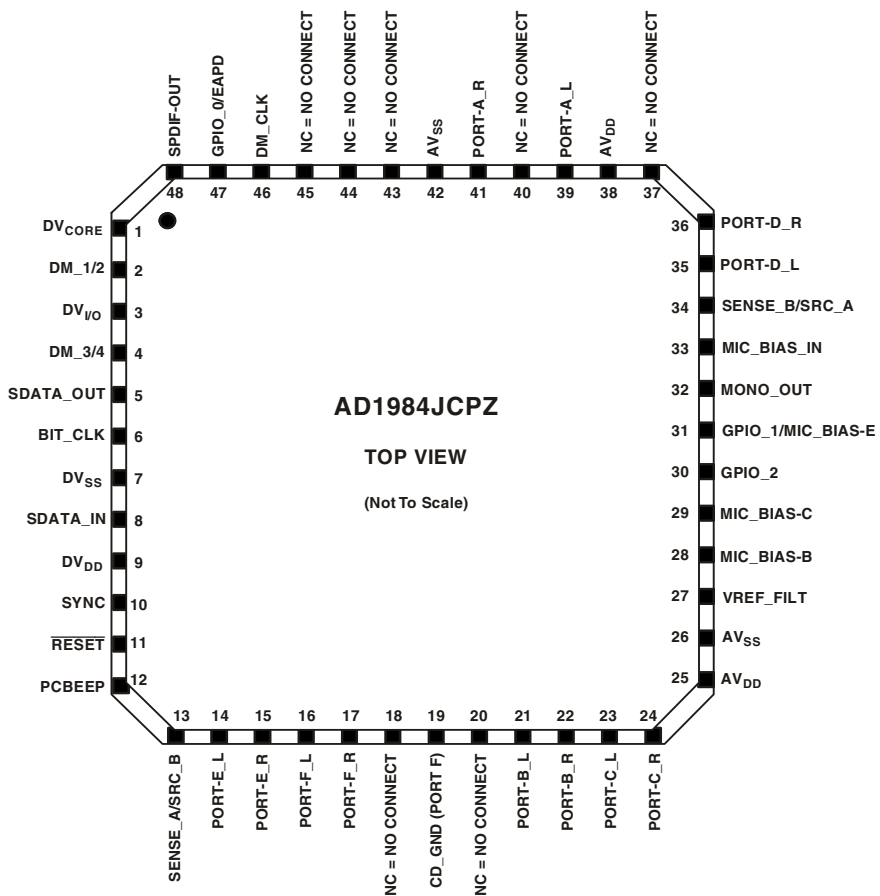 SPDIF-OUT
GPIO_0/EAPD
DM_CLK
NC = NO CONNECT
NC = NO CONNECT
NC = NO CONNECT
AVSS
PORT-A_R
NC = NO CONNECT
PORT-A_L
AVDD
NC = NO CONNECT
48 47 46 45 44 43 42 41 40 39 38 37
DVCORE 1
DM_1/2 2
DVI/O 3
DM_3/4 4
SDATA_OUT 5
BIT_CLK 6
DVSS 7
SDATA_IN 8
DVDD 9
SYNC 10
RESET 11
PCBEEP 12
AD1984JCPZ
TOP VIEW
(Not To Scale)
36 PORT-D_R
35 PORT-D_L
34 SENSE_B/SRC_A
33 MIC_BIAS_IN
32 MONO_OUT
31 GPIO_1/MIC_BIAS-E
30 GPIO_2
29 MIC_BIAS-C
28 MIC_BIAS-B
27 VREF_FILT
26 AVSS
25 AVDD
13 14 15 16 17 18 19 20 21 22 23 24
SENSE_A/SRC_B
PORT-E_L
PORT-E_R
PORT-F_L
PORT-F_R
NC = NO CONNECT
CD_GND (PORT F)
NC = NO CONNECT
PORT-B_L
PORT-B_R
PORT-C_L
PORT-C_R